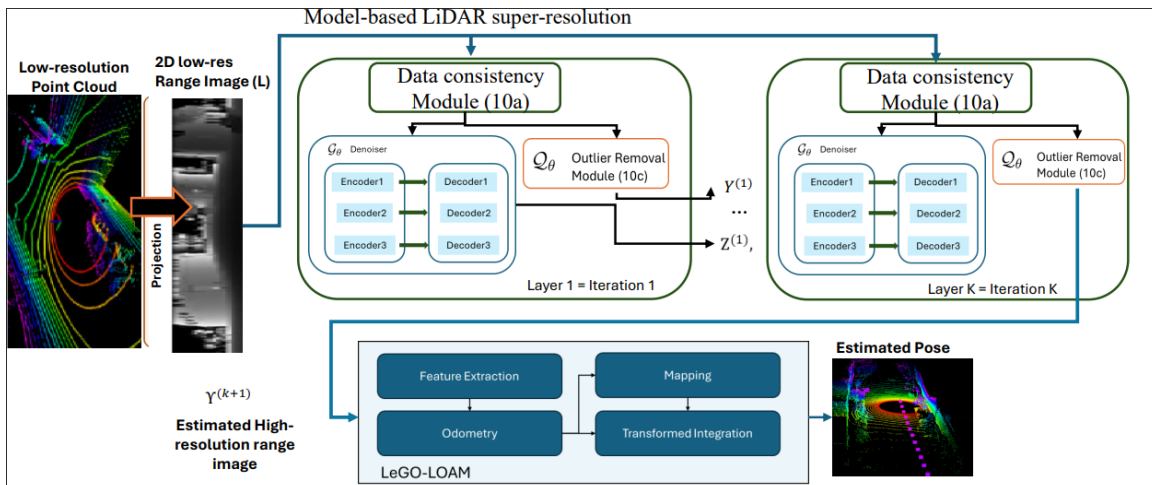 Model-based LiDAR super-resolution
Low-resolution
Point Cloud
2D low-res
Range Image (L)
Projection
Data consistency
Module (10a)
𝒢θ Denoiser
Encoder1
Decoder1
Encoder2
Decoder2
Encoder3
Decoder3
𝒬θ Outlier Removal
Module (10c)
Layer 1 = Iteration 1
Y(1)
...
Z(1),
Data consistency
Module (10a)
𝒢θ Denoiser
Encoder1
Decoder1
Encoder2
Decoder2
Encoder3
Decoder3
𝒬θ Outlier Removal
Module (10c)
Layer K = Iteration K
Υ(k+1)
Estimated High-
resolution range
image
Feature Extraction
Mapping
Odometry
Transformed Integration
LeGO-LOAM
Estimated Pose